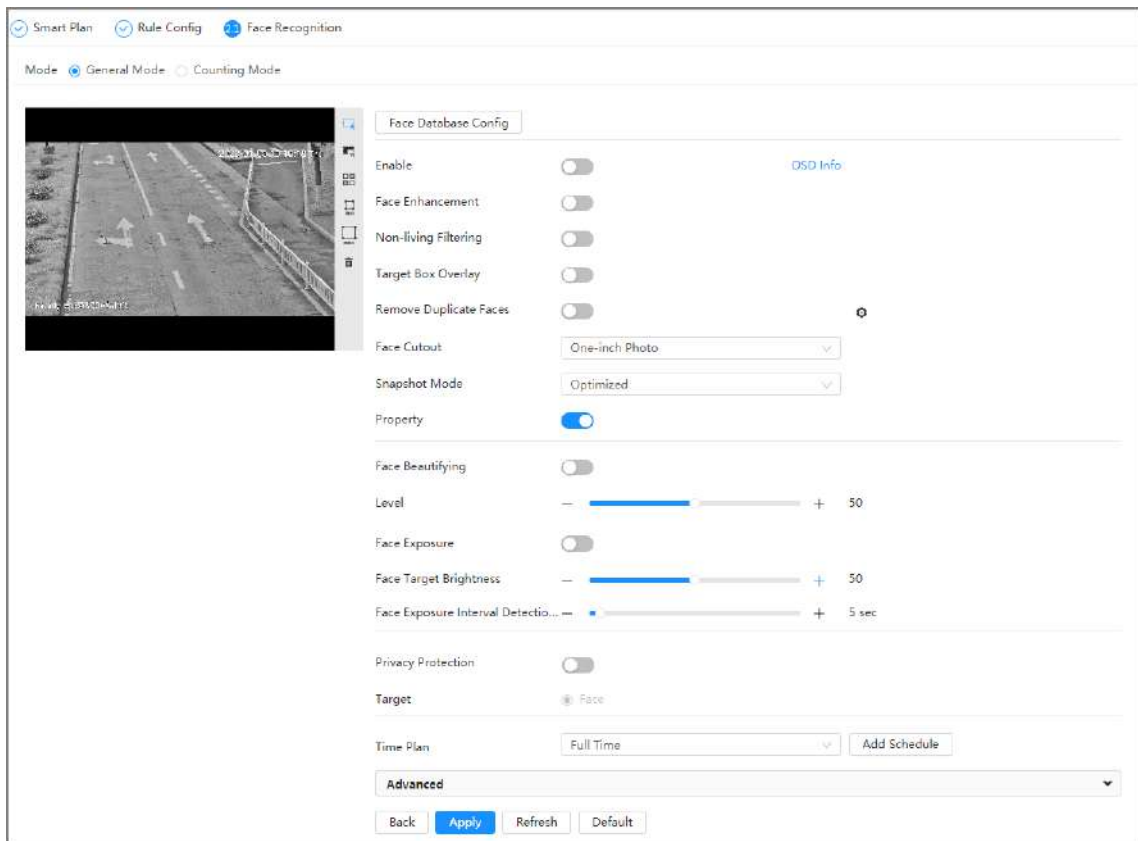 Smart Plan Rule Config Face Recognition
Mode General Mode Counting Mode
Face Database Config
Enable OSD Info
Face Enhancement
Non-living Filtering
Target Box Overlay
Remove Duplicate Faces
Face Cutout One-inch Photo
Snapshot Mode Optimized
Property
Face Beautifying
Level 50
Face Exposure
Face Target Brightness 50
Face Exposure Interval Detectio... 5 sec
Privacy Protection
Target Face
Time Plan Full Time Add Schedule
Advanced
Back Apply Refresh Default